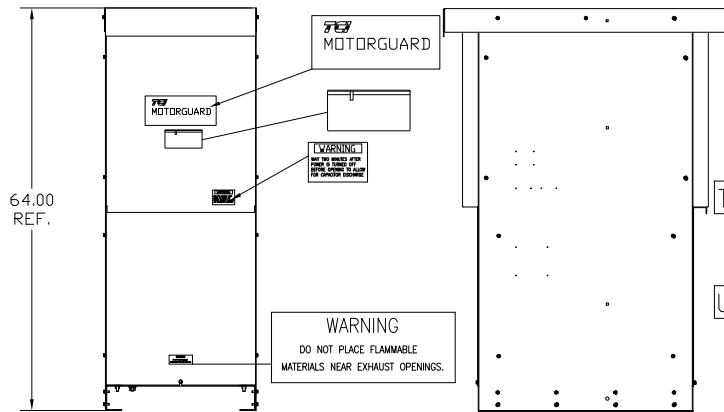 TCI
MOTORGUARD
TCI
MOTORGUARD
WARNING
WAIT TWO MINUTES AFTER
POWER IS TURNED OFF
BEFORE OPENING TO ALLOW
FOR CAPACITOR DISCHARGE
64.00
REF.
WARNING
DO NOT PLACE FLAMMABLE
MATERIALS NEAR EXHAUST OPENINGS.